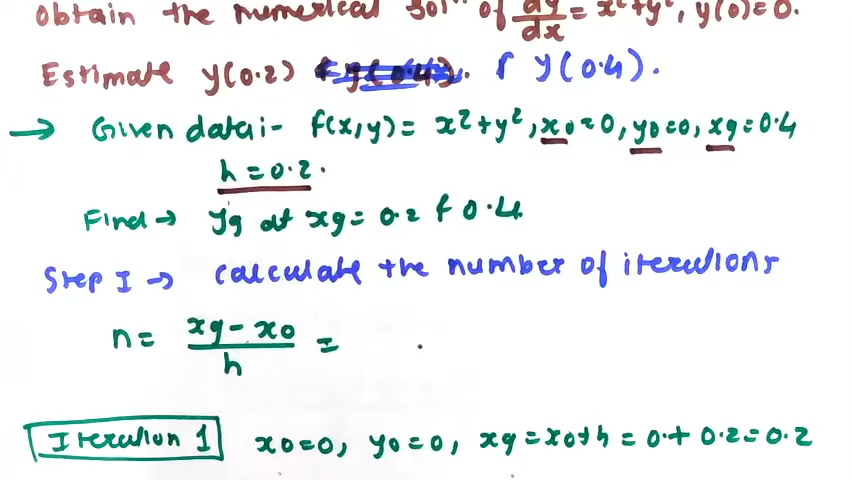 obtain the numerical solⁿ of dy/dx = x²+y², y(0)=0.
Estimate y(0.2) & y(0.4).
→ Given data:- f(x,y) = x²+y², x0=0, y0=0, xg=0.4
h=0.2.
Find → yg at xg=0.2 & 0.4
Step I → calculate the number of iterations
n = xg-x0/h =
Iteration 1 x0=0, y0=0, xg=x0+h = 0+0.2=0.2